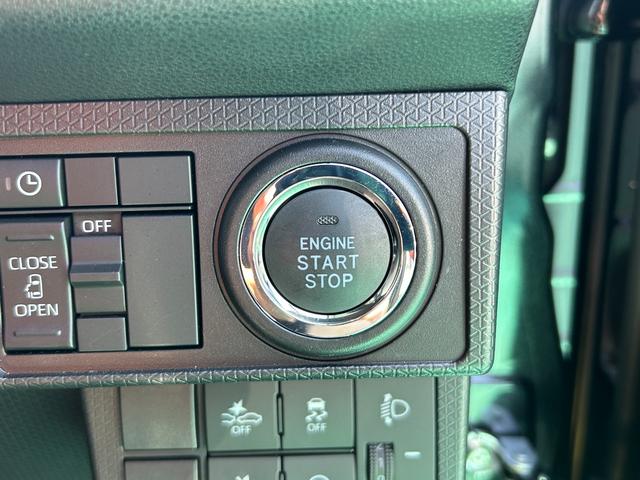 OFF
CLOSE
OPEN
ENGINE
START
STOP
OFF
OFF